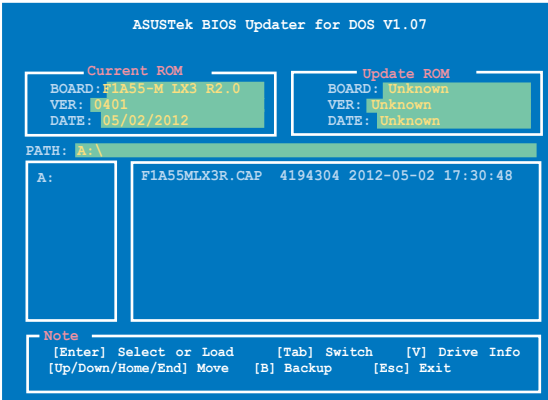 ASUSTek BIOS Updater for DOS V1.07
Current ROM
BOARD:F1A55-M LX3 R2.0
VER: 0401
DATE: 05/02/2012
Update ROM
BOARD: Unknown
VER: Unknown
DATE: Unknown
PATH: A:\
A:
F1A55MLX3R.CAP 4194304 2012-05-02 17:30:48
Note
[Enter] Select or Load [Tab] Switch [V] Drive Info
[Up/Down/Home/End] Move [B] Backup [Esc] Exit